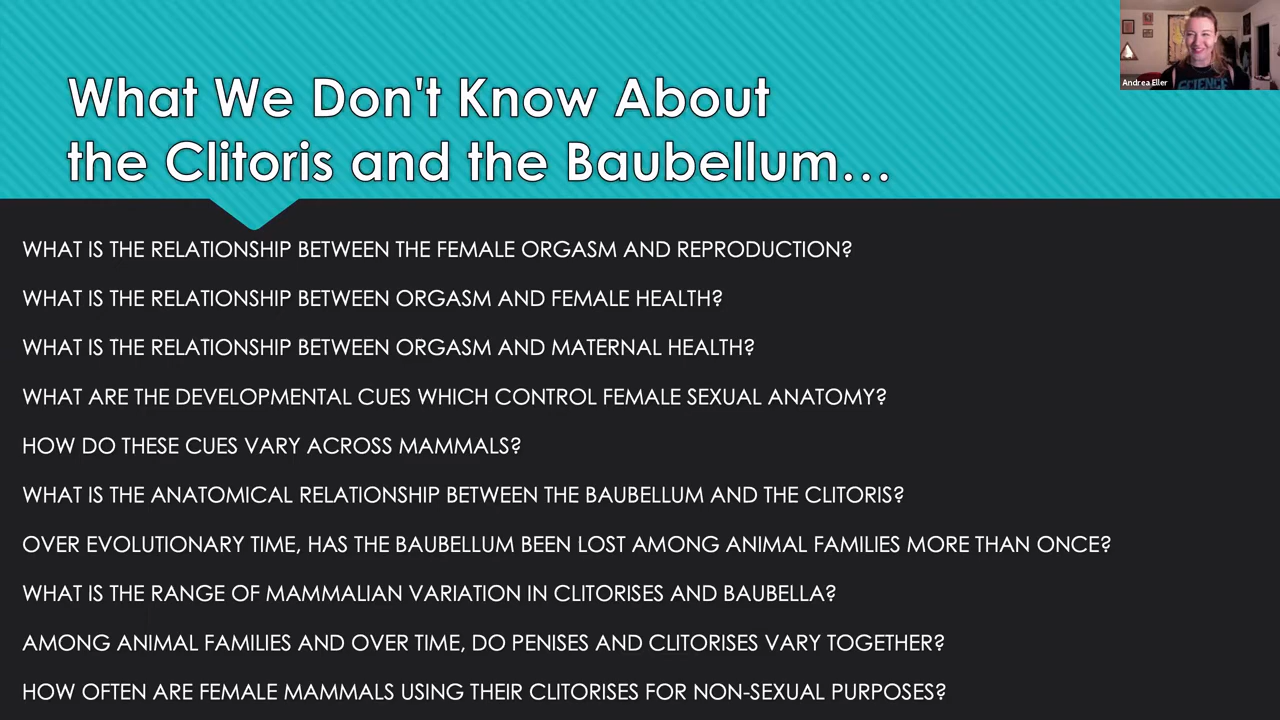 What We Don't Know About
the Clitoris and the Baubellum...
Andrea Eller
SCIENCE
WHAT IS THE RELATIONSHIP BETWEEN THE FEMALE ORGASM AND REPRODUCTION?
WHAT IS THE RELATIONSHIP BETWEEN ORGASM AND FEMALE HEALTH?
WHAT IS THE RELATIONSHIP BETWEEN ORGASM AND MATERNAL HEALTH?
WHAT ARE THE DEVELOPMENTAL CUES WHICH CONTROL FEMALE SEXUAL ANATOMY?
HOW DO THESE CUES VARY ACROSS MAMMALS?
WHAT IS THE ANATOMICAL RELATIONSHIP BETWEEN THE BAUBELLUM AND THE CLITORIS?
OVER EVOLUTIONARY TIME, HAS THE BAUBELLUM BEEN LOST AMONG ANIMAL FAMILIES MORE THAN ONCE?
WHAT IS THE RANGE OF MAMMALIAN VARIATION IN CLITORISES AND BAUBELLA?
AMONG ANIMAL FAMILIES AND OVER TIME, DO PENISES AND CLITORISES VARY TOGETHER?
HOW OFTEN ARE FEMALE MAMMALS USING THEIR CLITORISES FOR NON-SEXUAL PURPOSES?